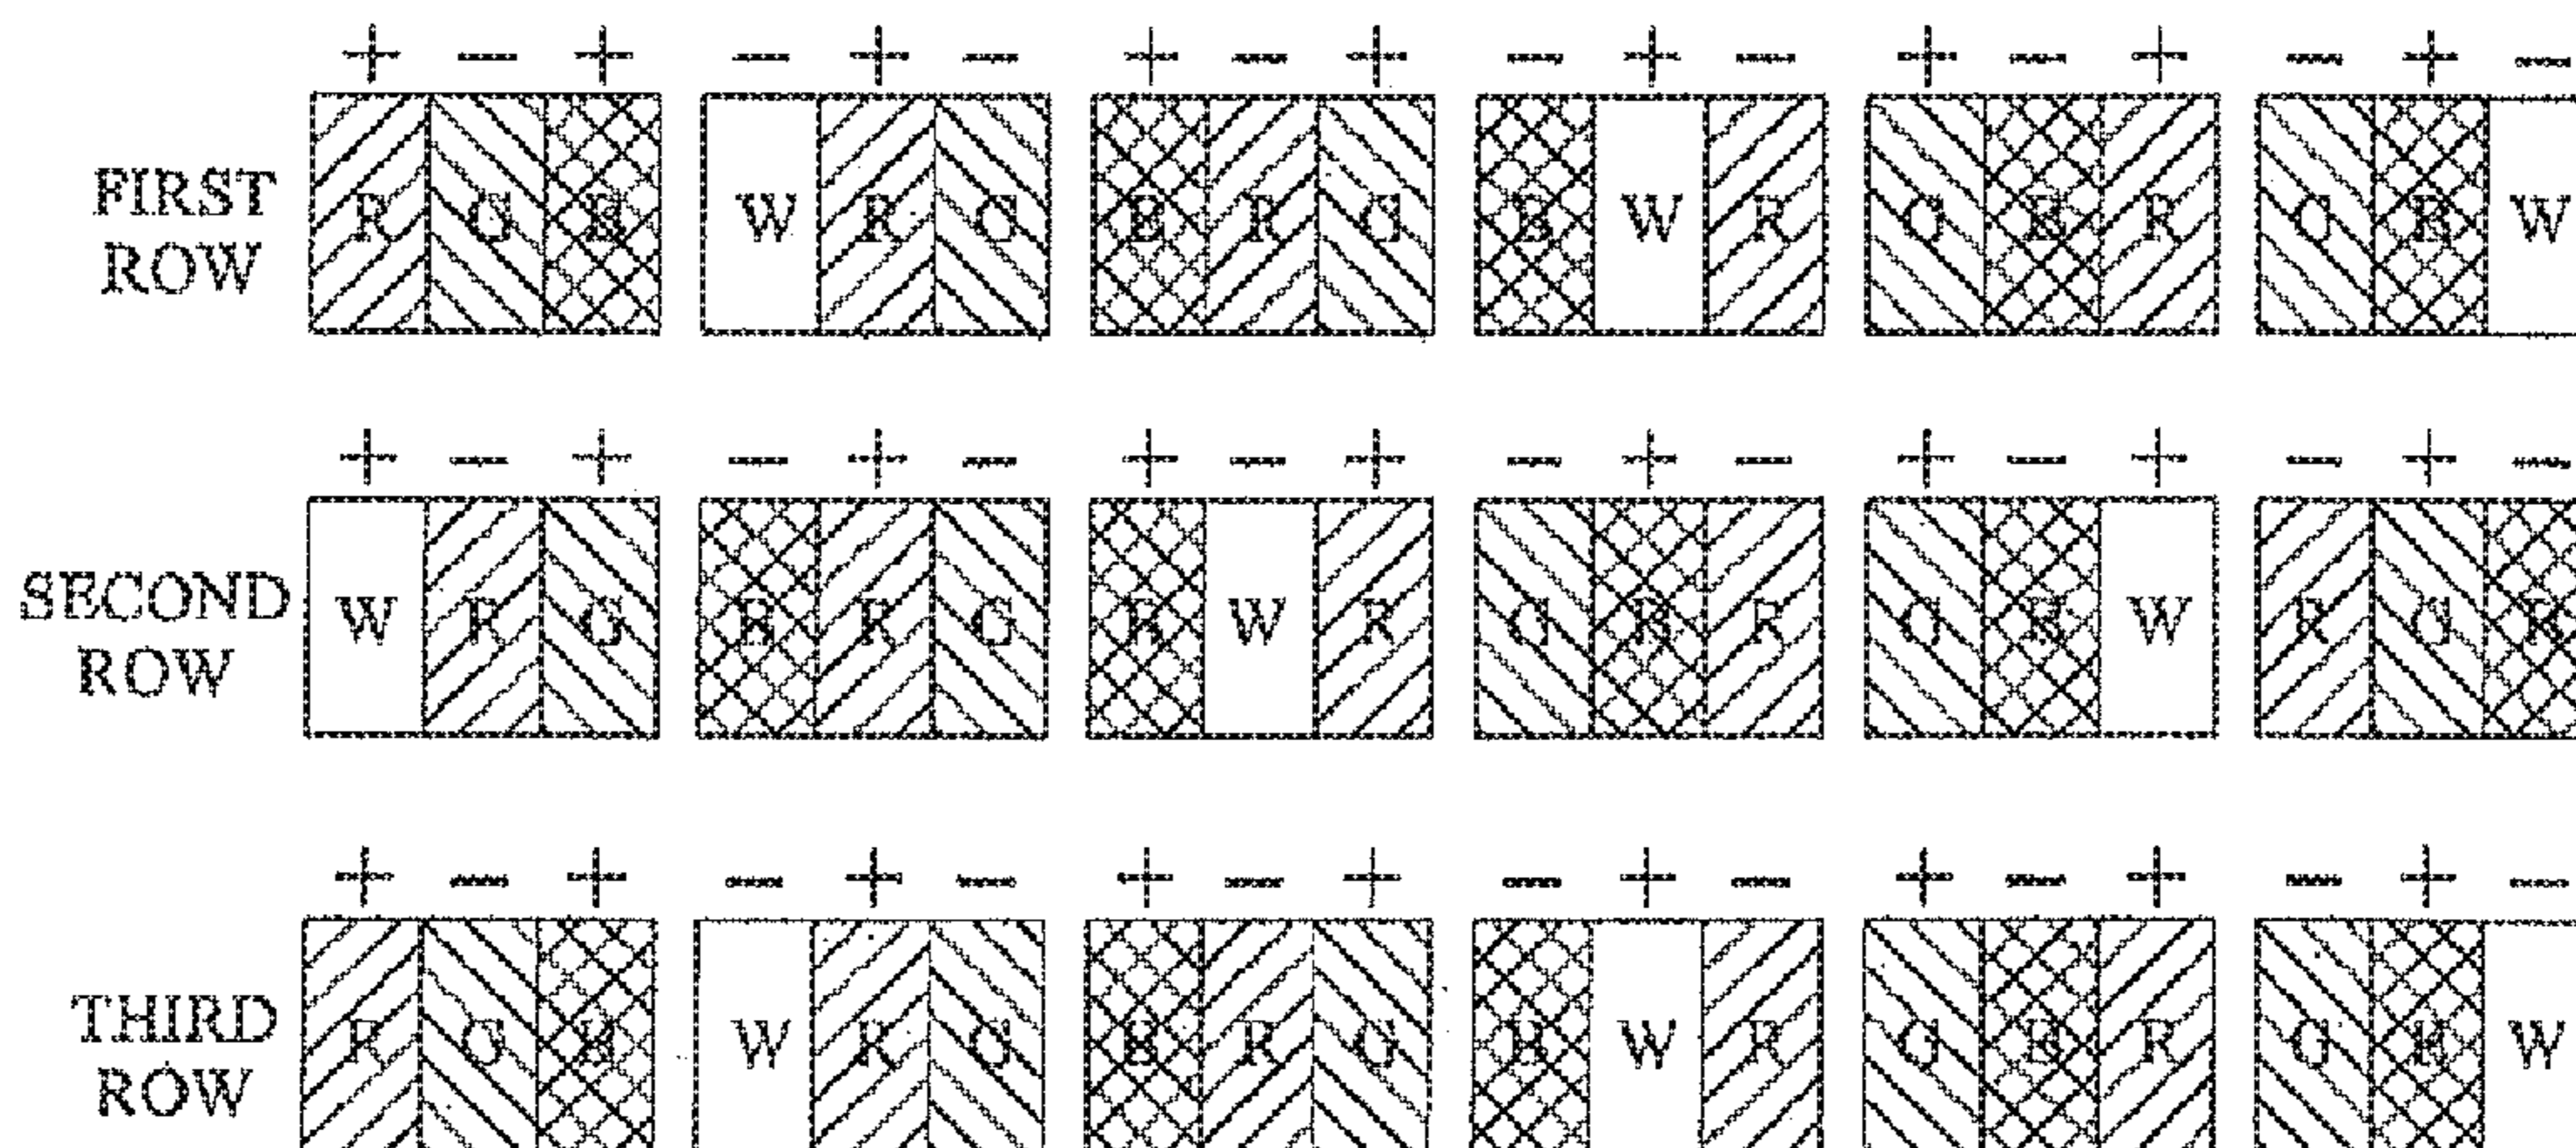 + − + − + − + − + − + − + − + − + −
FIRST
ROW
R G B W R G B R G B W R G B R G B W
+ − + − + − + − + − + − + − + − + −
SECOND
ROW
W R G B R G B W R G B R G B W R G B
+ − + − + − + − + − + − + − + − + −
THIRD
ROW
R G B W R G B R G B W R G B R G B W